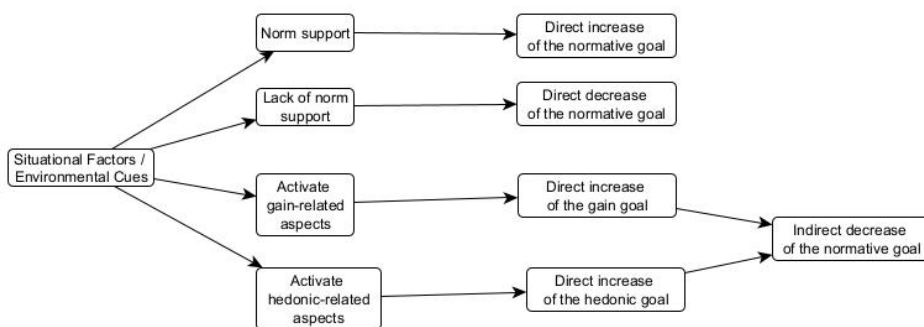 Norm support
Direct increase
of the normative goal
Lack of norm
support
Direct decrease
of the normative goal
Situational Factors /
Environmental Cues
Activate
gain-related
aspects
Direct increase
of the gain goal
Indirect decrease
of the normative goal
Activate
hedonic-related
aspects
Direct increase
of the hedonic goal